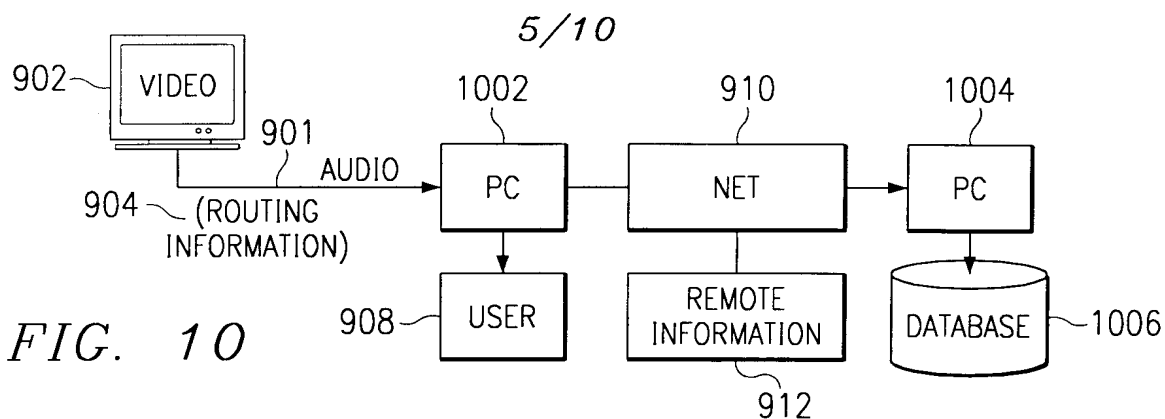 5/10
902
VIDEO
901
AUDIO
904
(ROUTING
INFORMATION)
1002
PC
910
NET
1004
PC
908
USER
REMOTE
INFORMATION
912
DATABASE
1006
FIG. 10